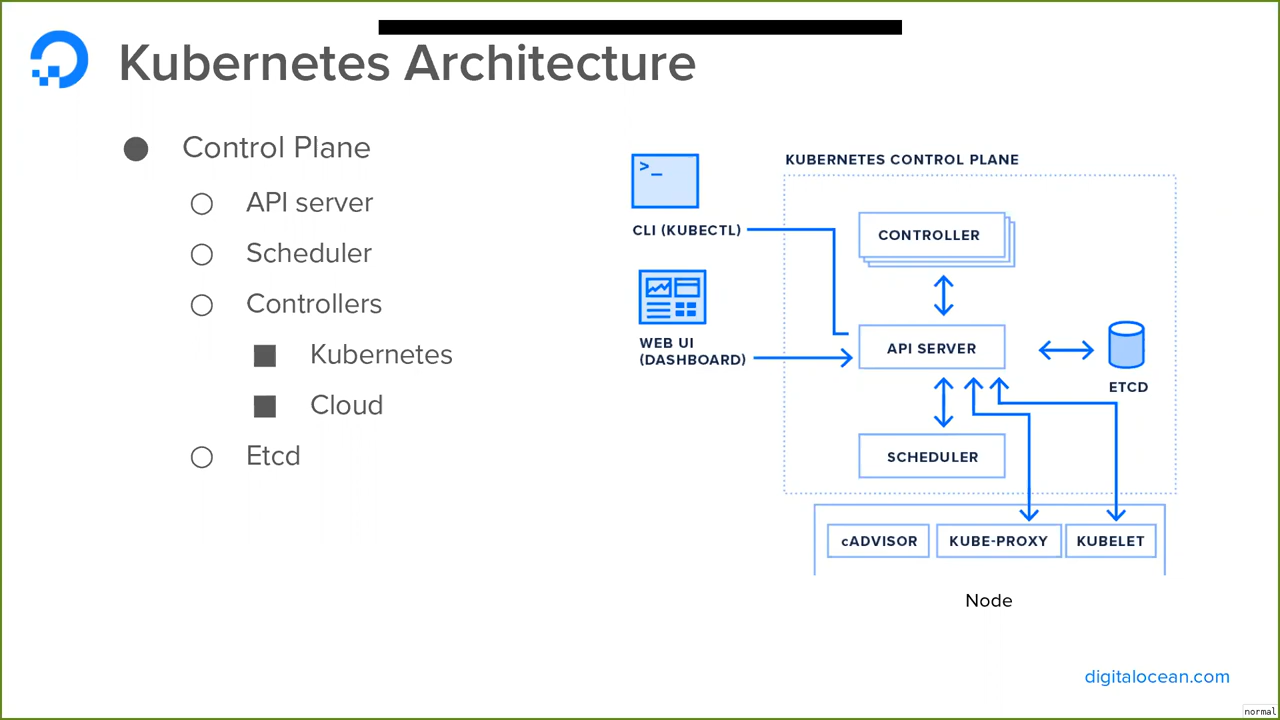 Kubernetes Architecture
Control Plane
API server
Scheduler
Controllers
Kubernetes
Cloud
Etcd
>_
CLI (KUBECTL)
WEB UI
(DASHBOARD)
KUBERNETES CONTROL PLANE
CONTROLLER
API SERVER
ETCD
SCHEDULER
cADVISOR
KUBE-PROXY
KUBELET
Node
digitalocean.com
normal